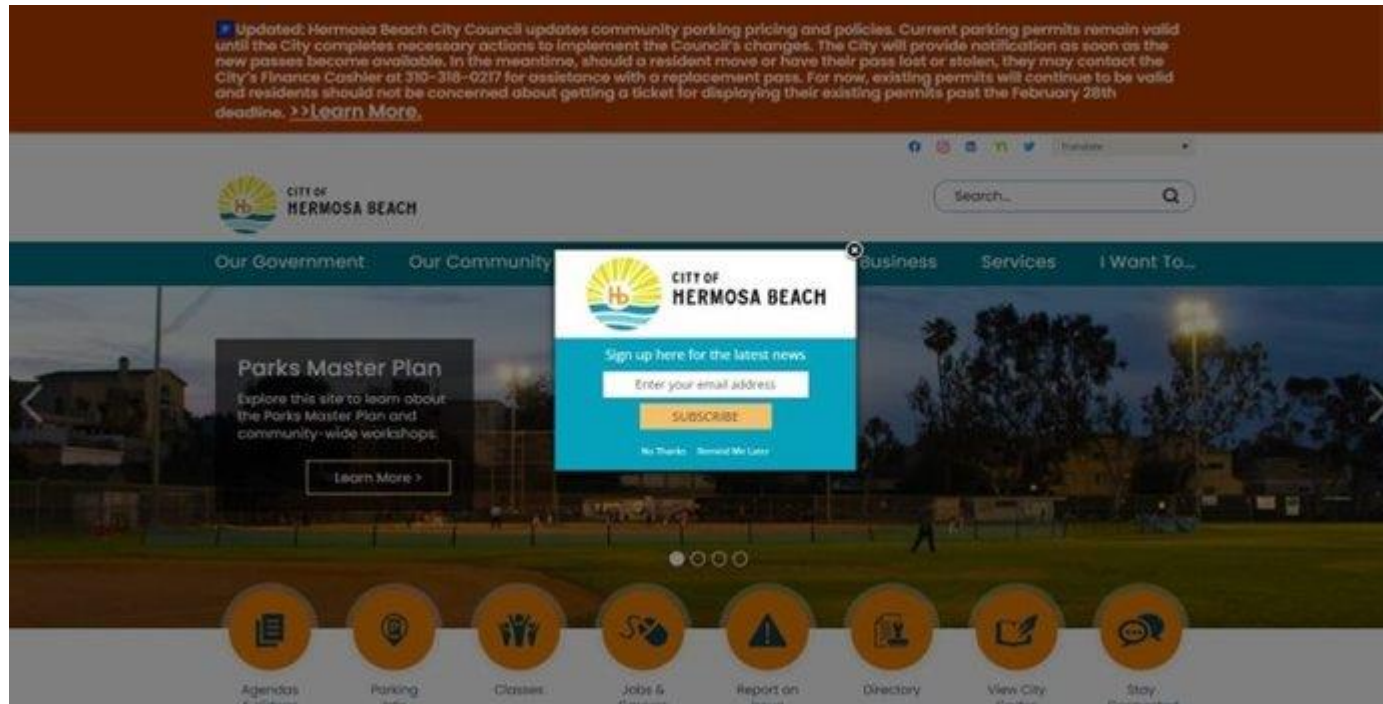 Updated: Hermosa Beach City Council updates community parking pricing and policies. Current parking permits remain valid
until the City completes necessary actions to implement the Council's changes. The City will provide notification as soon as the
new passes become available. In the meantime, should a resident move or have their pass lost or stolen, they may contact the
City's Finance Cashier at 310-318-0217 for assistance with a replacement pass. For now, existing permits will continue to be valid
and residents should not be concerned about getting a ticket for displaying their existing permits past the February 28th
deadline. >>Learn More.
Translate
CITY OF
HERMOSA BEACH
Search...
Our Government Our Community Business Services I Want To...
CITY OF
HERMOSA BEACH
Hb
Sign up here for the latest news
Enter your email address
SUBSCRIBE
No Thanks Remind Me Later
Parks Master Plan
Explore this site to learn about
the Parks Master Plan and
community-wide workshops.
Learn More >
Agendas Parking Classes Jobs & Report an Directory View City Stay